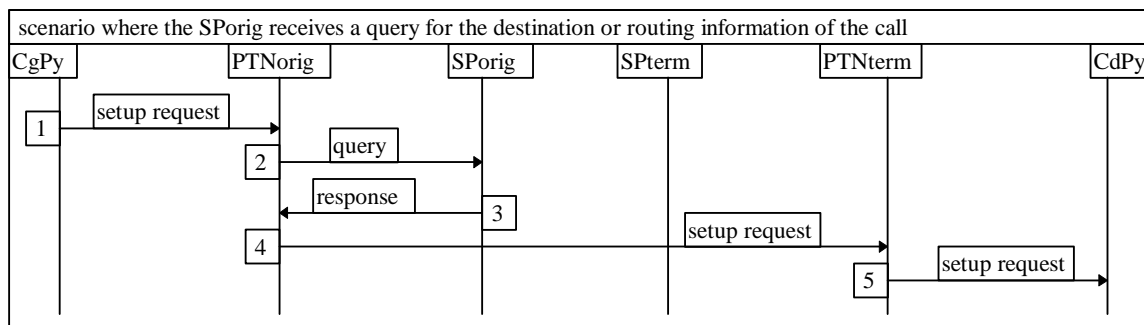 scenario where the SPorig receives a query for the destination or routing information of the call
CgPy PTNorig SPorig SPterm PTNterm CdPy
setup request
1
query
2
response
3
setup request
4
setup request
5